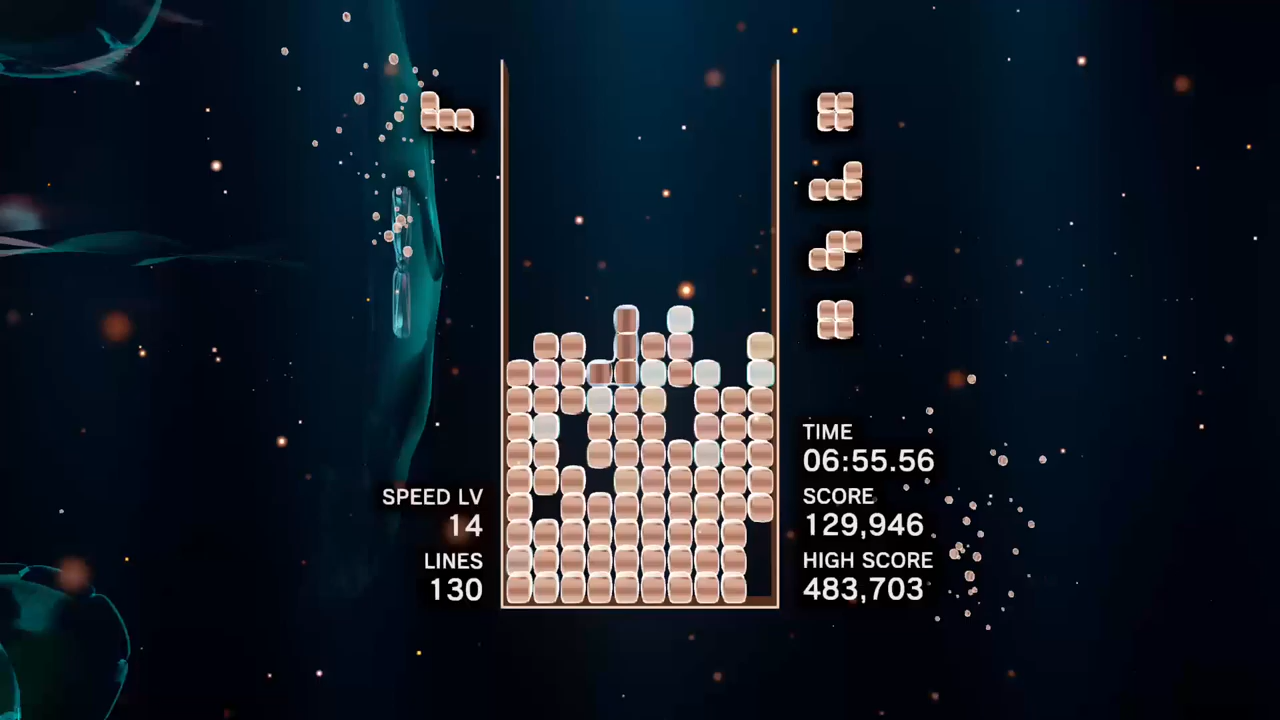 SPEED LV
14
LINES
130
TIME
06:55.56
SCORE
129,946
HIGH SCORE
483,703